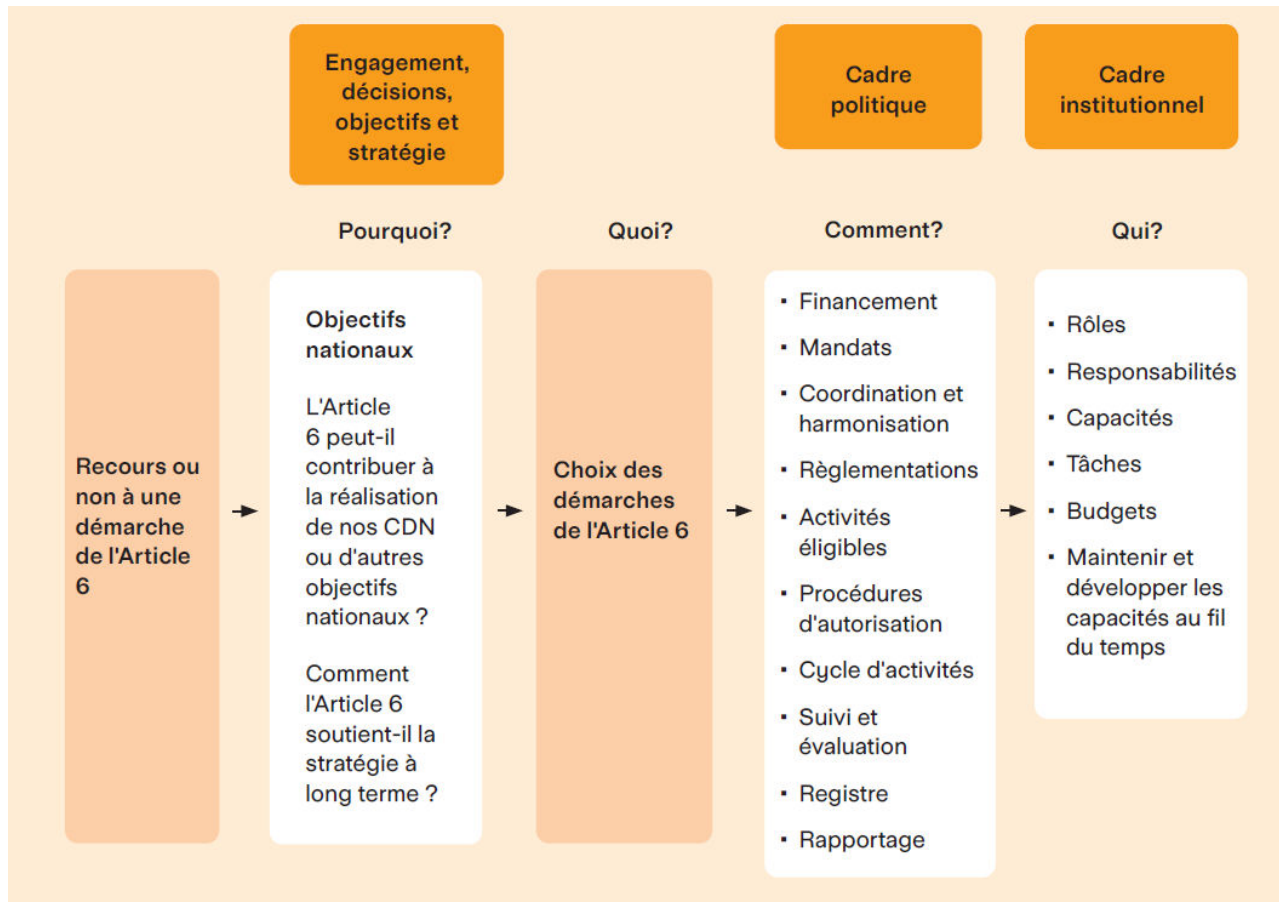 Engagement,
décisions,
objectifs et
stratégie
Cadre
politique
Cadre
institutionnel
Pourquoi?
Quoi?
Comment?
Qui?
Recours ou
non à une
démarche
de l'Article
6
Objectifs
nationaux
L'Article
6 peut-il
contribuer à
la réalisation
de nos CDN
ou d'autres
objectifs
nationaux ?
Comment
l'Article 6
soutient-il la
stratégie à
long terme ?
Choix des
démarches
de l'Article 6
▪ Financement
▪ Mandats
▪ Coordination et
harmonisation
▪ Règlementations
▪ Activités
éligibles
▪ Procédures
d'autorisation
▪ Cycle d'activités
▪ Suivi et
évaluation
▪ Registre
▪ Rapportage
▪ Rôles
▪ Responsabilités
▪ Capacités
▪ Tâches
▪ Budgets
▪ Maintenir et
développer les
capacités au fil
du temps